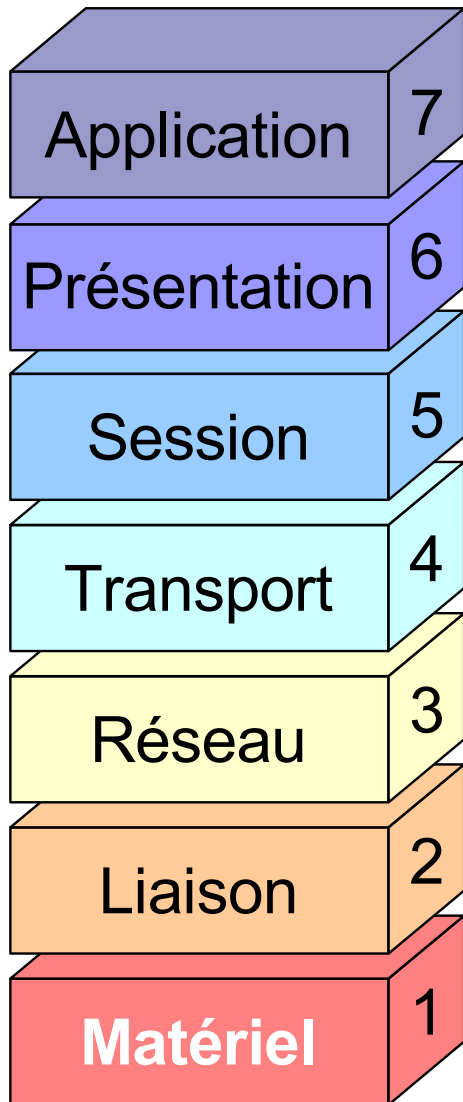 Application 7
Présentation 6
Session 5
Transport 4
Réseau 3
Liaison 2
Matériel 1